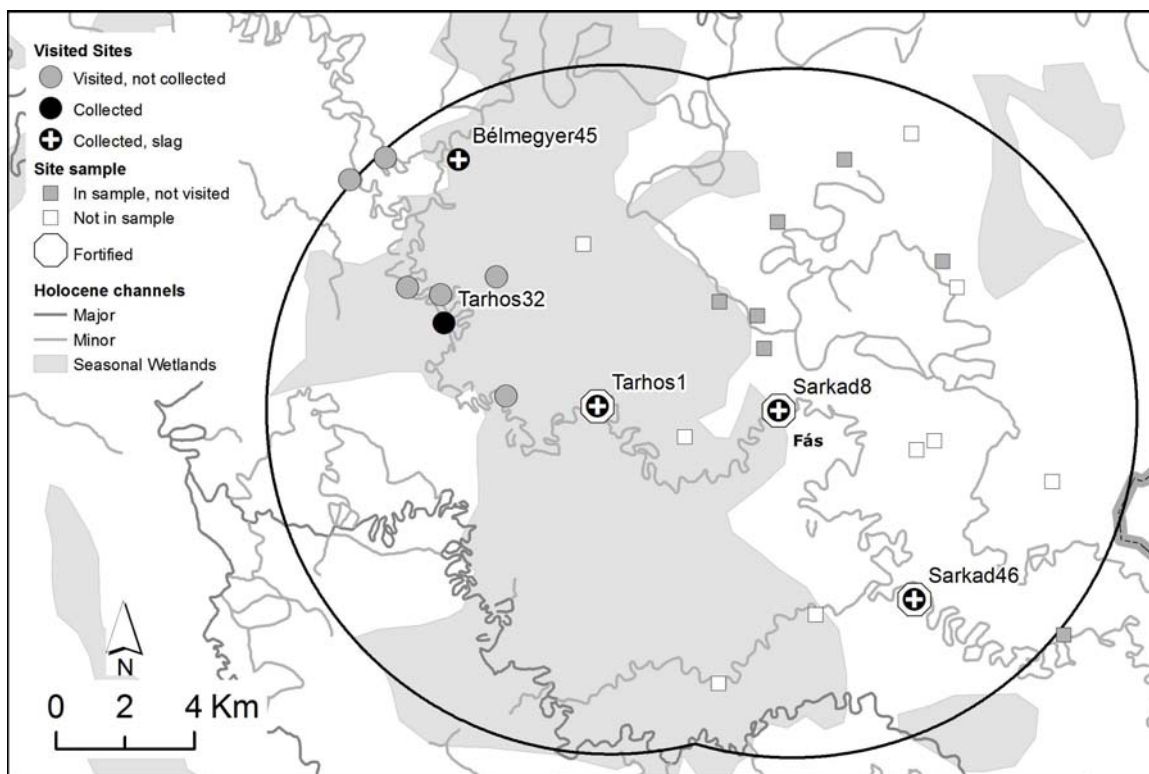 Visited Sites
Visited, not collected
Collected
Collected, slag
Site sample
In sample, not visited
Not in sample
Fortified
Holocene channels
Major
Minor
Seasonal Wetlands
Bélmegyer45
Tarhos32
Tarhos1
Sarkad8
Fás
Sarkad46
N
0 2 4 Km